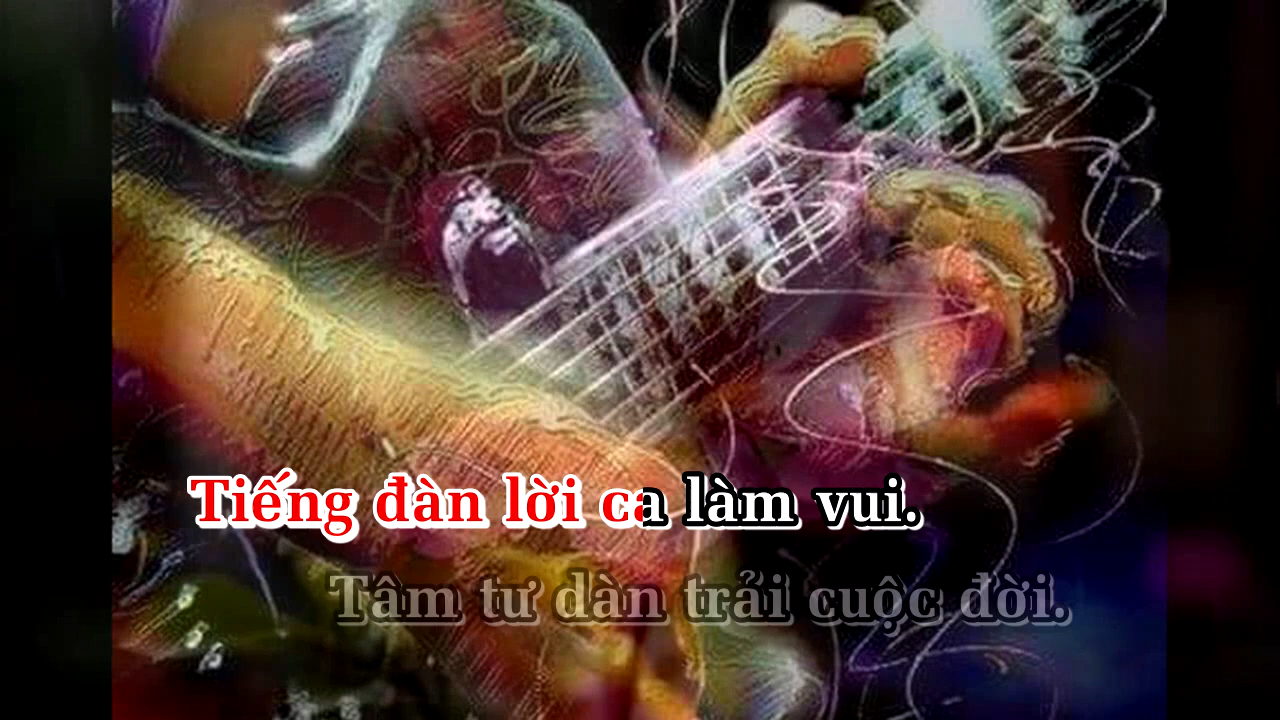 Tiếng đàn lời ca làm vui.
Tâm tư dàn trải cuộc đời.